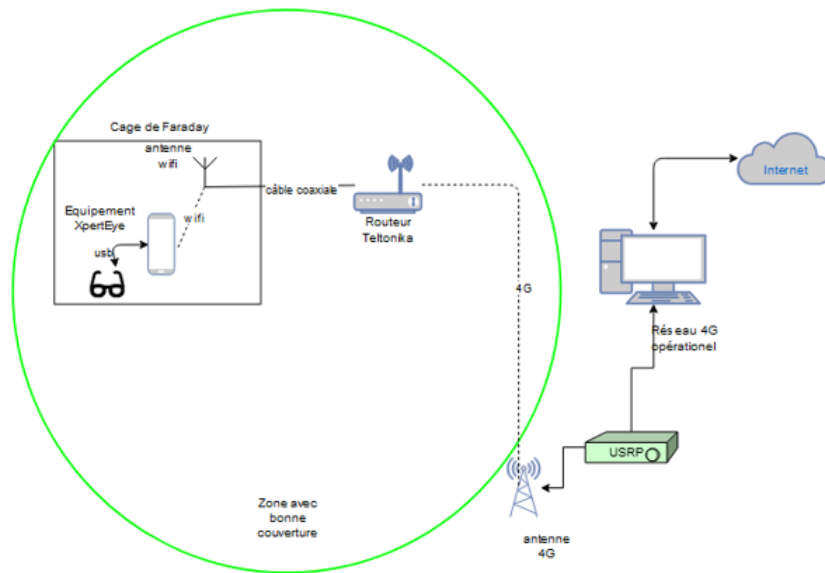 Cage de Faraday
antenne
wifi
Equipement
XpertEye
usb
wifi
câble coaxiale
Routeur
Teltonika
4G
Internet
Réseau 4G
opérationel
USRP
Zone avec
bonne
couverture
antenne
4G